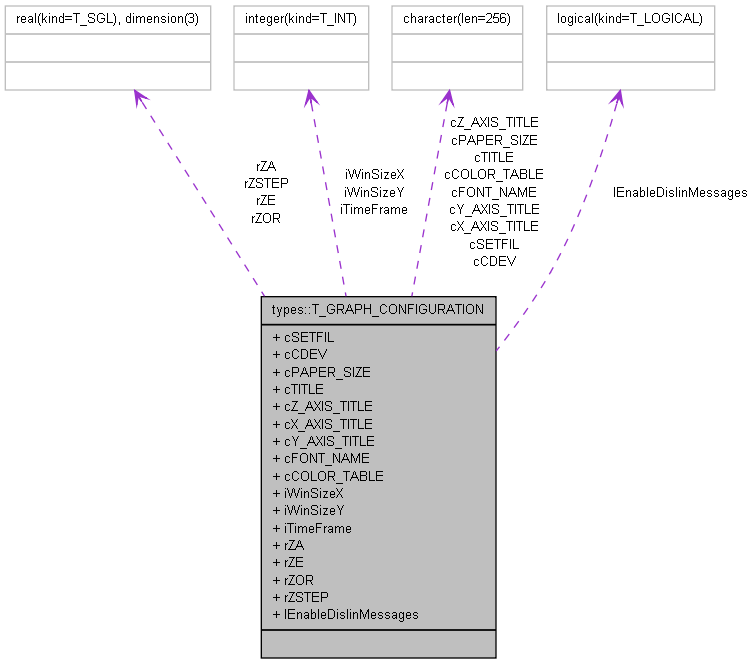 real(kind=T_SGL), dimension(3)
integer(kind=T_INT)
character(len=256)
logical(kind=T_LOGICAL)
rZA
rZSTEP
rZE
rZOR
iWinSizeX
iWinSizeY
iTimeFrame
cZ_AXIS_TITLE
cPAPER_SIZE
cTITLE
cCOLOR_TABLE
cFONT_NAME
cY_AXIS_TITLE
cX_AXIS_TITLE
cSETFIL
cCDEV
lEnableDislinMessages
types::T_GRAPH_CONFIGURATION
+ cSETFIL
+ cCDEV
+ cPAPER_SIZE
+ cTITLE
+ cZ_AXIS_TITLE
+ cX_AXIS_TITLE
+ cY_AXIS_TITLE
+ cFONT_NAME
+ cCOLOR_TABLE
+ iWinSizeX
+ iWinSizeY
+ iTimeFrame
+ rZA
+ rZE
+ rZOR
+ rZSTEP
+ lEnableDislinMessages